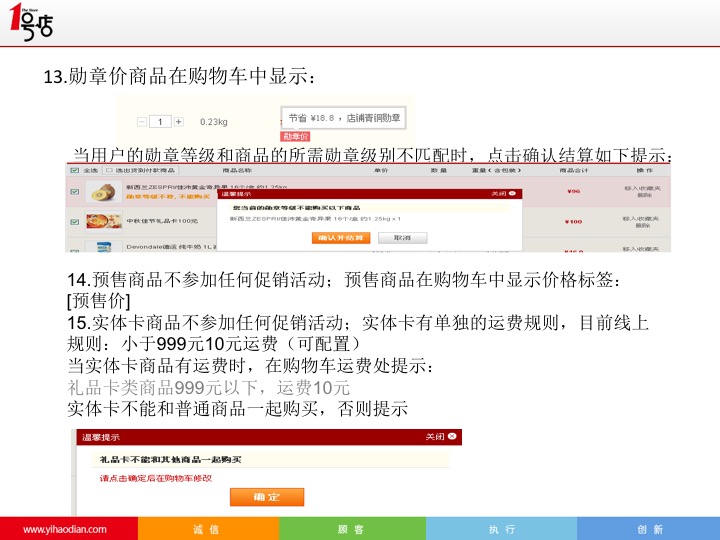 The Store
1号店
13.勋章价商品在购物车中显示：
1
0.23kg
节省 ¥18.8，店铺青铜勋章
勋章价
当用户的勋章等级和商品的所需勋章级别不匹配时，点击确认结算如下提示：
全选 选出货到付款商品 商品名称 单价 数量 重量（含包装） 商品合计 操作
新西兰ZESPRI佳沛黄金奇异果 16个/盒 约1.25kg
勋章等级不符，不能购买
¥96
移入收藏夹
删除
温馨提示 关闭
您当前的勋章等级不能购买以下商品
新西兰ZESPRI佳沛黄金奇异果 16个/盒 约1.25kg x 1
确认并结算 取消
中秋佳节礼品卡100元
¥100
移入收藏夹
删除
Devondale德运 纯牛奶 1L
移入收藏夹
14.预售商品不参加任何促销活动；预售商品在购物车中显示价格标签：
[预售价]
15.实体卡商品不参加任何促销活动；实体卡有单独的运费规则，目前线上
规则：小于999元10元运费（可配置）
当实体卡商品有运费时，在购物车运费处提示：
礼品卡类商品999元以下，运费10元
实体卡不能和普通商品一起购买，否则提示
温馨提示 关闭
礼品卡不能和其他商品一起购买
请点击确定后在购物车修改
确 定
www.yihaodian.com 诚 信 顾 客 执 行 创 新